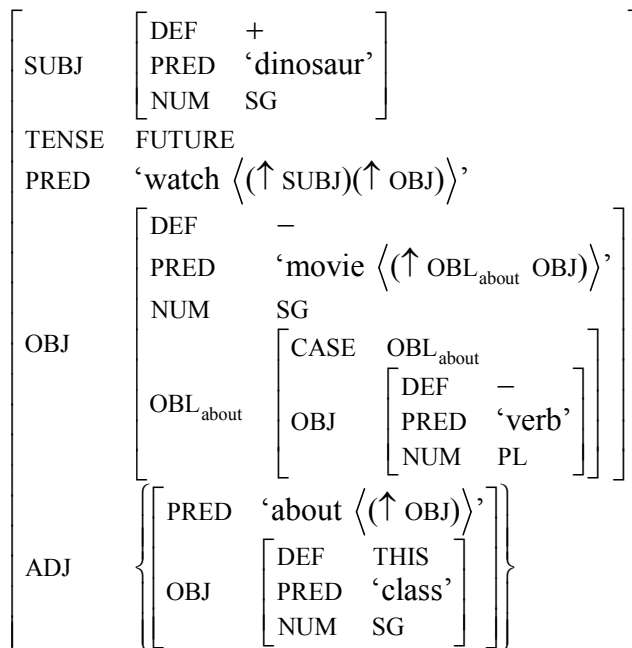 DEF +
SUBJ PRED ‘dinosaur’
NUM SG
TENSE FUTURE
PRED ‘watch ⟨(↑ SUBJ)(↑ OBJ)⟩’
DEF −
PRED ‘movie ⟨(↑ OBL_about OBJ)⟩’
NUM SG
OBJ
CASE OBL_about
OBL_about
DEF −
OBJ PRED ‘verb’
NUM PL
PRED ‘about ⟨(↑ OBJ)⟩’
ADJ
DEF THIS
OBJ PRED ‘class’
NUM SG